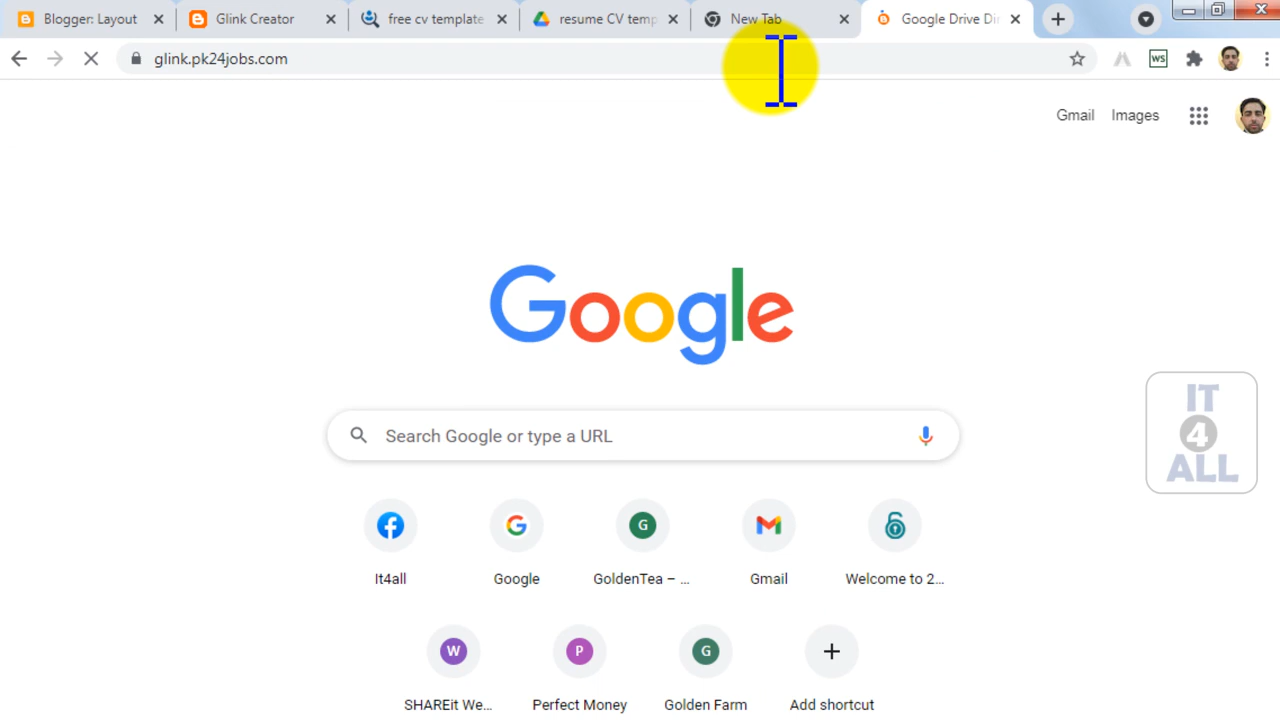 Blogger: Layout
Glink Creator
free cv template
resume CV temp
New Tab
Google Drive Dir
glink.pk24jobs.com
WS
Gmail Images
Google
Search Google or type a URL
IT
4
ALL
G
It4all
Google
GoldenTea – ...
Gmail
Welcome to 2...
W
P
G
SHAREit We...
Perfect Money
Golden Farm
Add shortcut